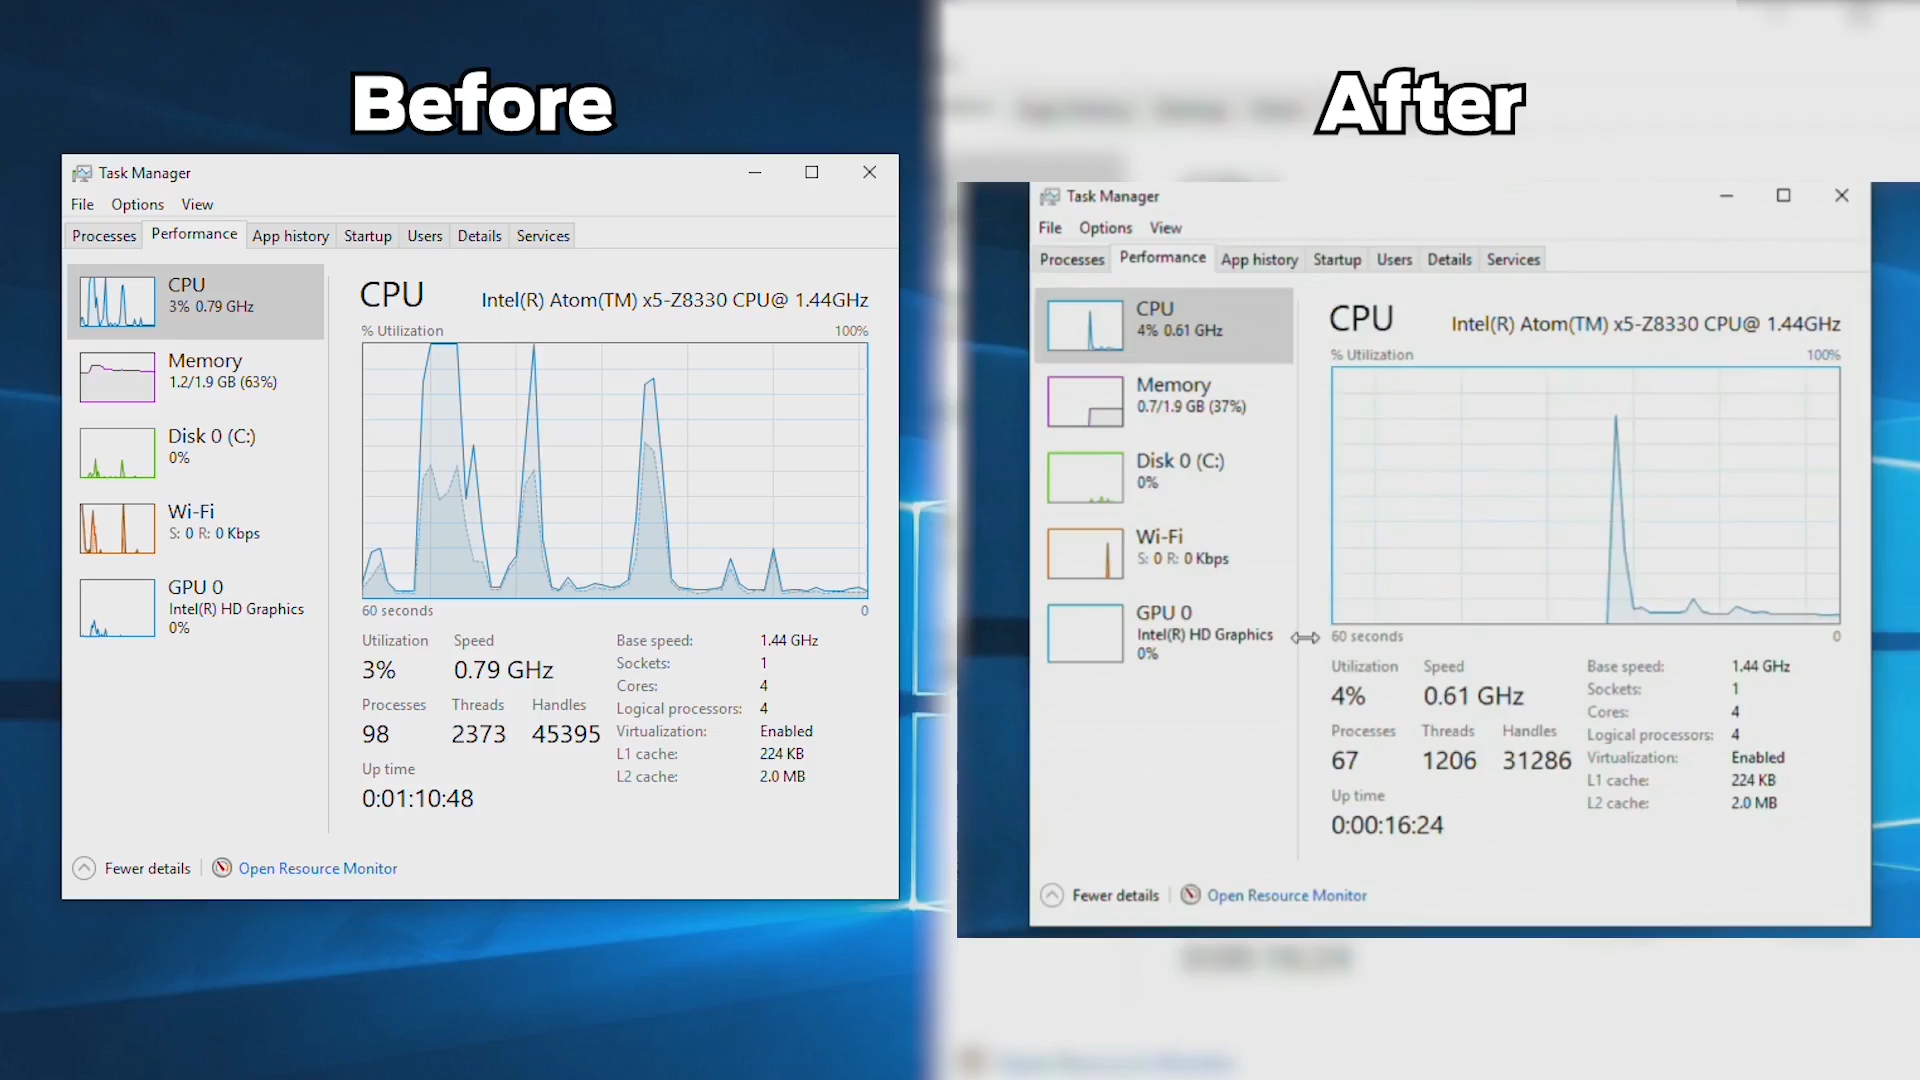 Before
Task Manager
File Options View
Processes Performance App history Startup Users Details Services
CPU
3% 0.79 GHz
Memory
1.2/1.9 GB (63%)
Disk 0 (C:)
0%
Wi-Fi
S: 0 R: 0 Kbps
GPU 0
Intel(R) HD Graphics
0%
CPU Intel(R) Atom(TM) x5-Z8330 CPU@ 1.44GHz
% Utilization 100%
60 seconds 0
Utilization Speed
3% 0.79 GHz
Processes Threads Handles
98 2373 45395
Up time
0:01:10:48
Base speed: 1.44 GHz
Sockets: 1
Cores: 4
Logical processors: 4
Virtualization: Enabled
L1 cache: 224 KB
L2 cache: 2.0 MB
Fewer details Open Resource Monitor
After
Task Manager
File Options View
Processes Performance App history Startup Users Details Services
CPU
4% 0.61 GHz
Memory
0.7/1.9 GB (37%)
Disk 0 (C:)
0%
Wi-Fi
S: 0 R: 0 Kbps
GPU 0
Intel(R) HD Graphics
0%
CPU Intel(R) Atom(TM) x5-Z8330 CPU@ 1.44GHz
% Utilization 100%
60 seconds 0
Utilization Speed
4% 0.61 GHz
Processes Threads Handles
67 1206 31286
Up time
0:00:16:24
Base speed: 1.44 GHz
Sockets: 1
Cores: 4
Logical processors: 4
Virtualization: Enabled
L1 cache: 224 KB
L2 cache: 2.0 MB
Fewer details Open Resource Monitor